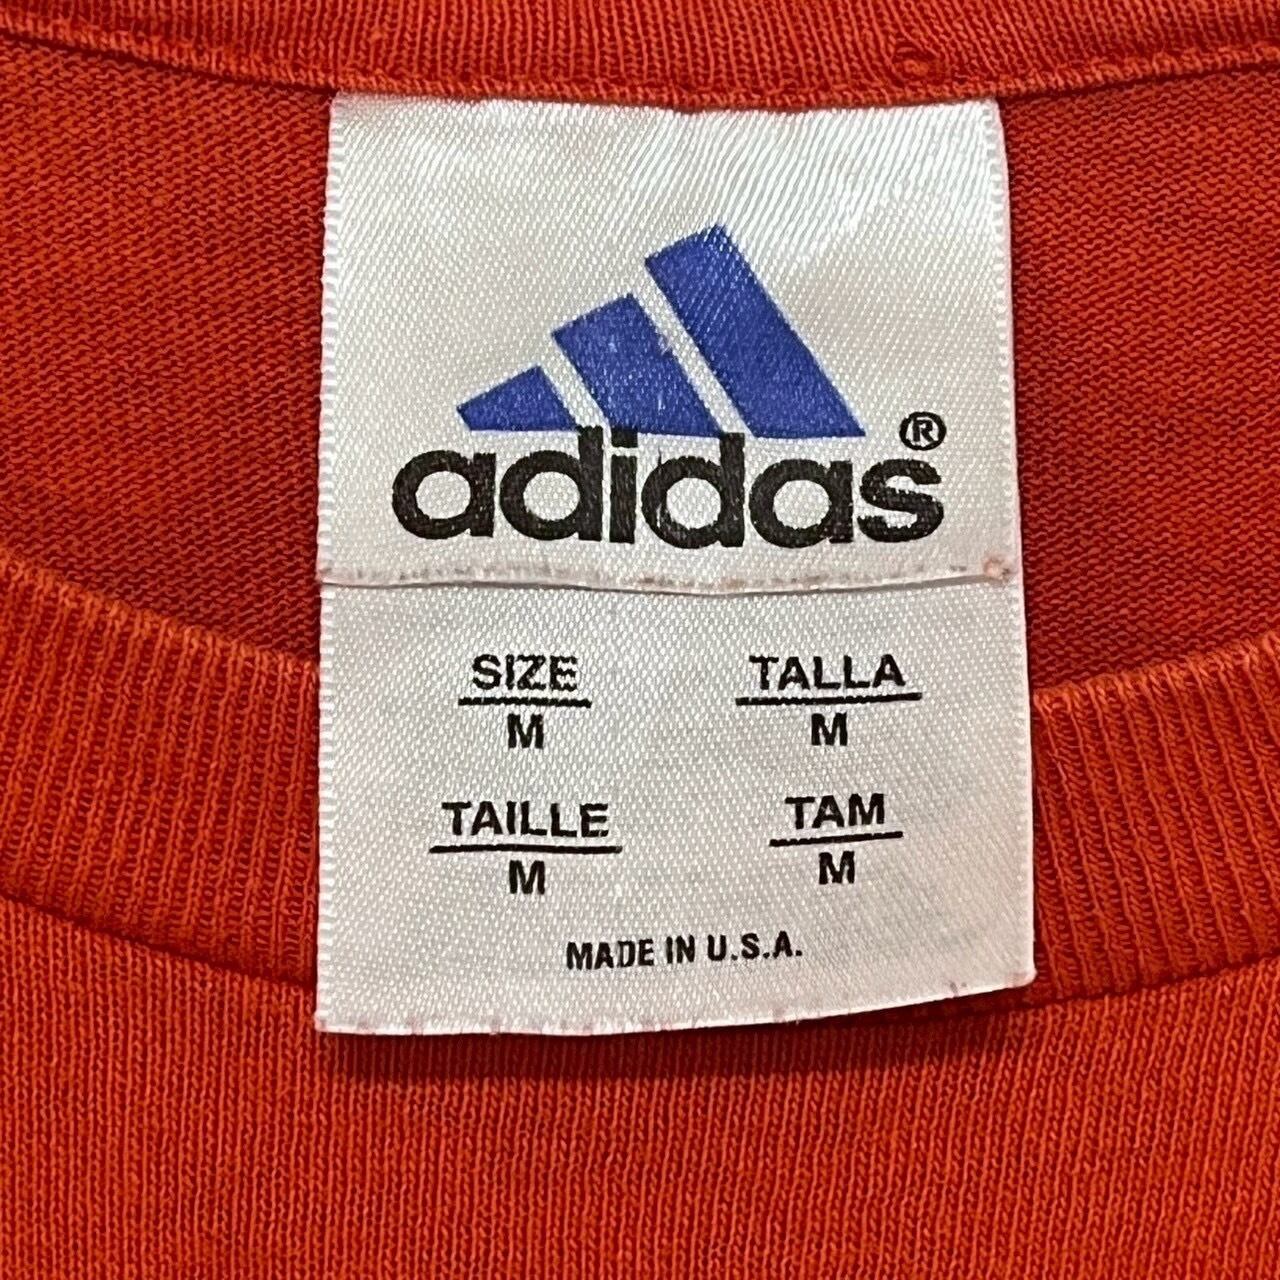 adidas®
SIZE TALLA
M M
TAILLE TAM
M M
MADE IN U.S.A.